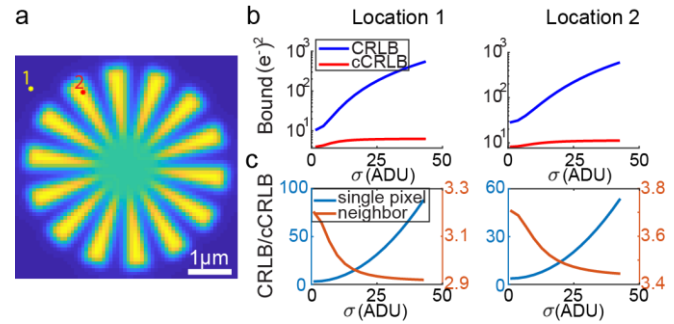 a
1
2
1μm
b
Location 1
Location 2
Bound (e⁻)²
10³
10²
10¹
CRLB
cCRLB
0 25 50
σ (ADU)
10³
10²
10¹
0 25 50
σ (ADU)
c
CRLB/cCRLB
100
50
0
single pixel
neighbor
3.3
3.1
2.9
0 25 50
σ (ADU)
60
30
0
3.8
3.6
3.4
0 25 50
σ (ADU)